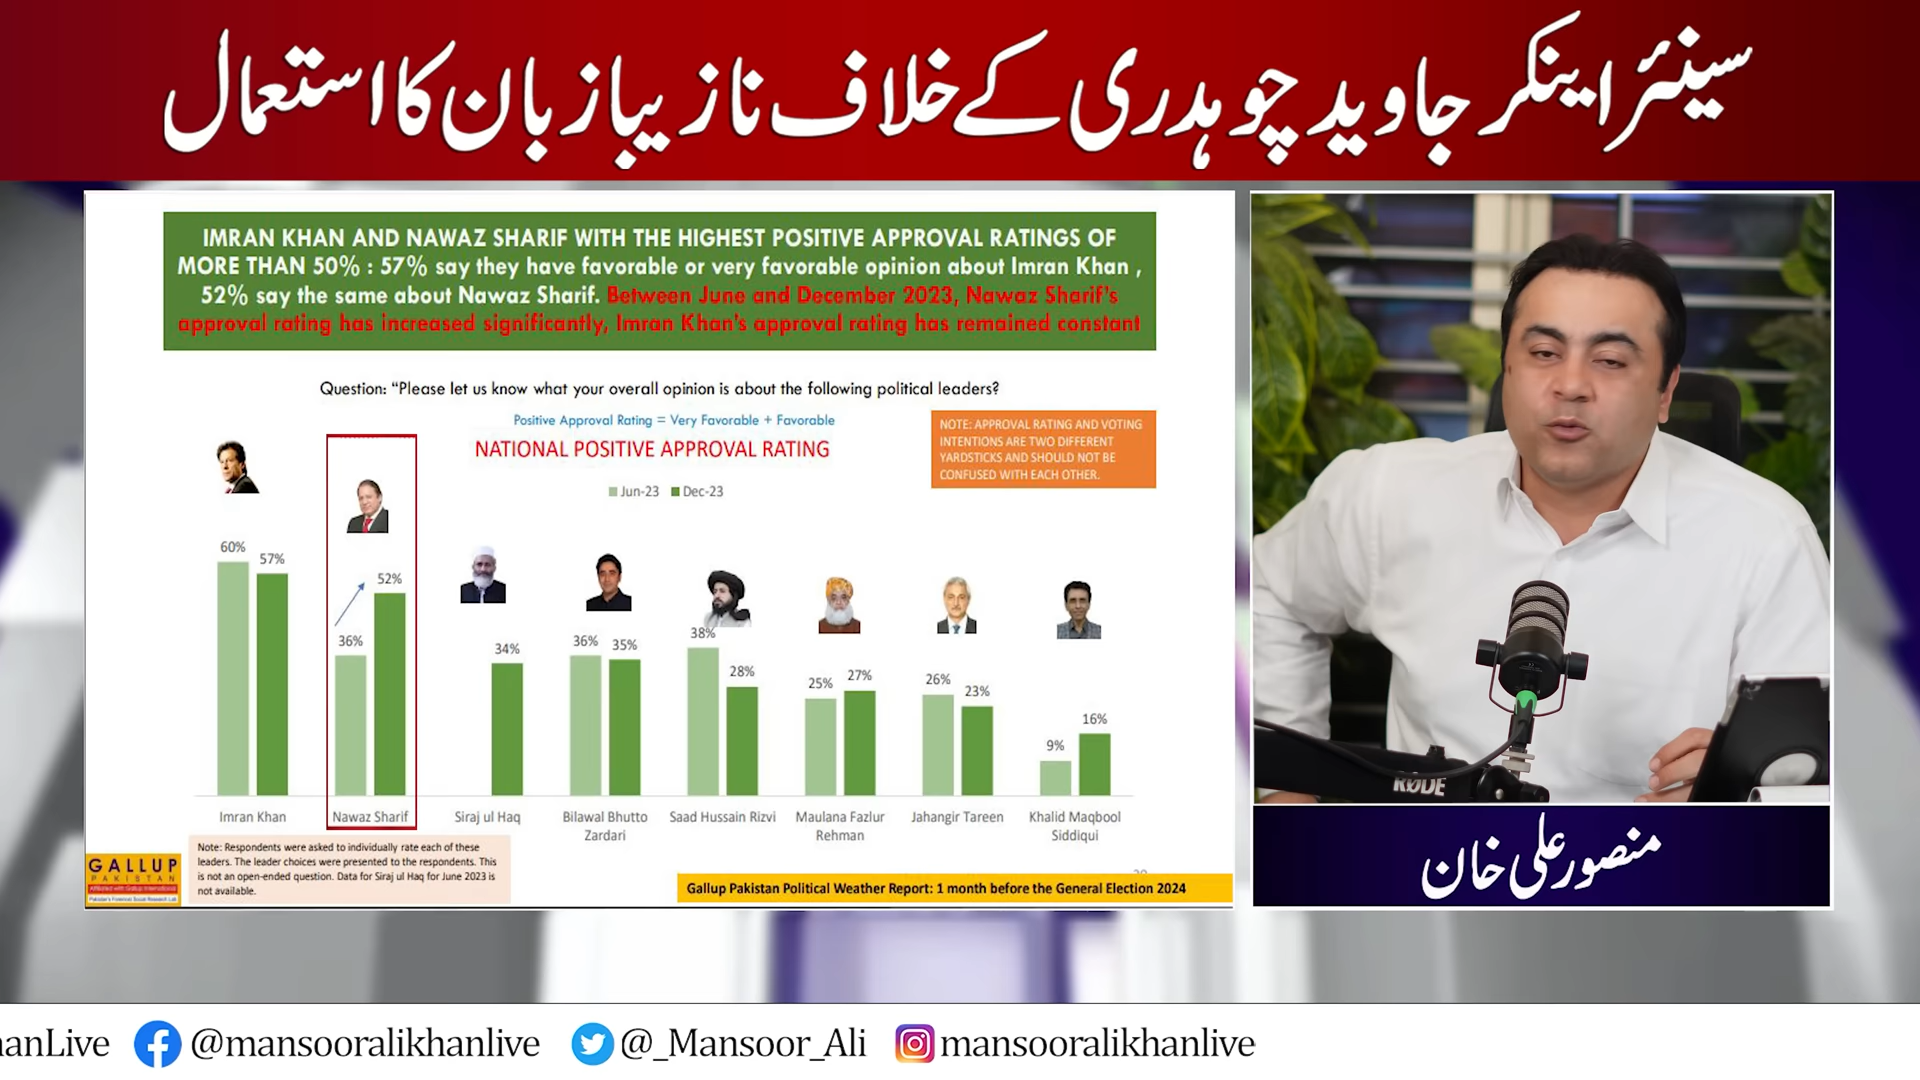 سینئر اینکر جاوید چوہدری کے خلاف نازیبا زبان کا استعمال
IMRAN KHAN AND NAWAZ SHARIF WITH THE HIGHEST POSITIVE APPROVAL RATINGS OF
MORE THAN 50% : 57% say they have favorable or very favorable opinion about Imran Khan ,
52% say the same about Nawaz Sharif. Between June and December 2023, Nawaz Sharif's
approval rating has increased significantly, Imran Khan's approval rating has remained constant
Question: “Please let us know what your overall opinion is about the following political leaders?
Positive Approval Rating = Very Favorable + Favorable
NATIONAL POSITIVE APPROVAL RATING
NOTE: APPROVAL RATING AND VOTING
INTENTIONS ARE TWO DIFFERENT
YARDSTICKS AND SHOULD NOT BE
CONFUSED WITH EACH OTHER.
Jun-23 Dec-23
60% 57%
36% 52%
34%
36% 35%
38% 28%
25% 27%
26% 23%
9% 16%
Imran Khan
Nawaz Sharif
Siraj ul Haq
Bilawal Bhutto
Zardari
Saad Hussain Rizvi
Maulana Fazlur
Rehman
Jahangir Tareen
Khalid Maqbool
Siddiqui
GALLUP
PAKISTAN
Affiliated with Gallup International
Note: Respondents were asked to individually rate each of these
leaders. The leader choices were presented to the respondents. This
is not an open-ended question. Data for Siraj ul Haq for June 2023 is
not available.
Gallup Pakistan Political Weather Report: 1 month before the General Election 2024
RØDE
منصور علی خان
anLive @mansooralikhanlive @_Mansoor_Ali mansooralikhanlive